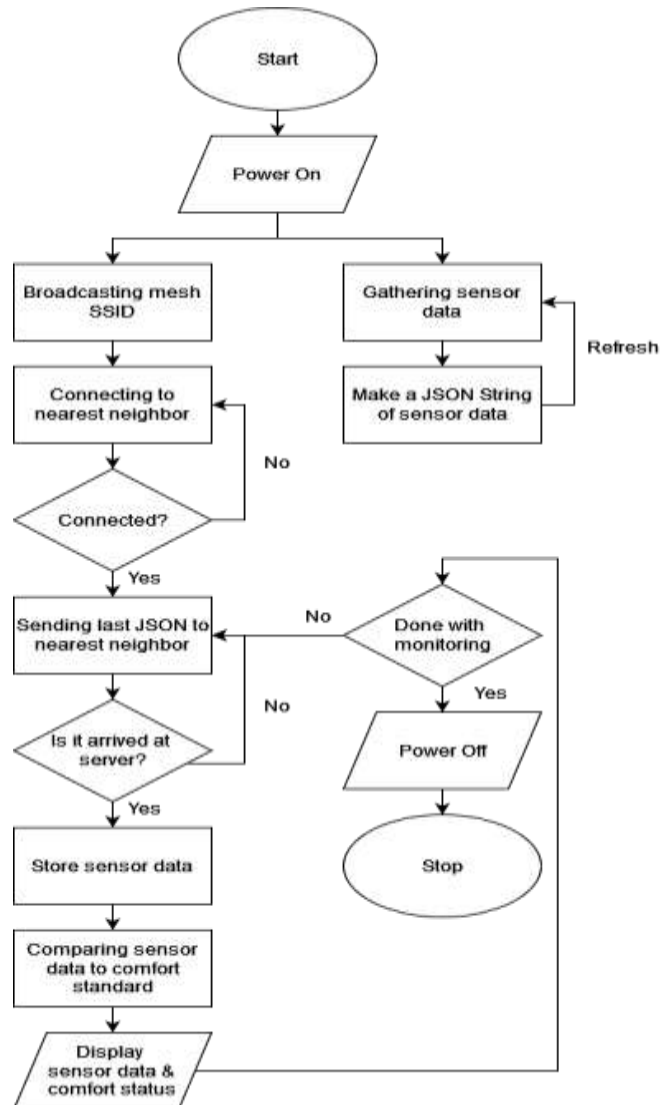 Start
Power On
Broadcasting mesh
SSID
Gathering sensor
data
Refresh
Connecting to
nearest neighbor
Make a JSON String
of sensor data
No
Connected?
Yes
Sending last JSON to
nearest neighbor
No
Done with
monitoring
No
Yes
Is it arrived at
server?
Power Off
Yes
Store sensor data
Stop
Comparing sensor
data to comfort
standard
Display
sensor data &
comfort status